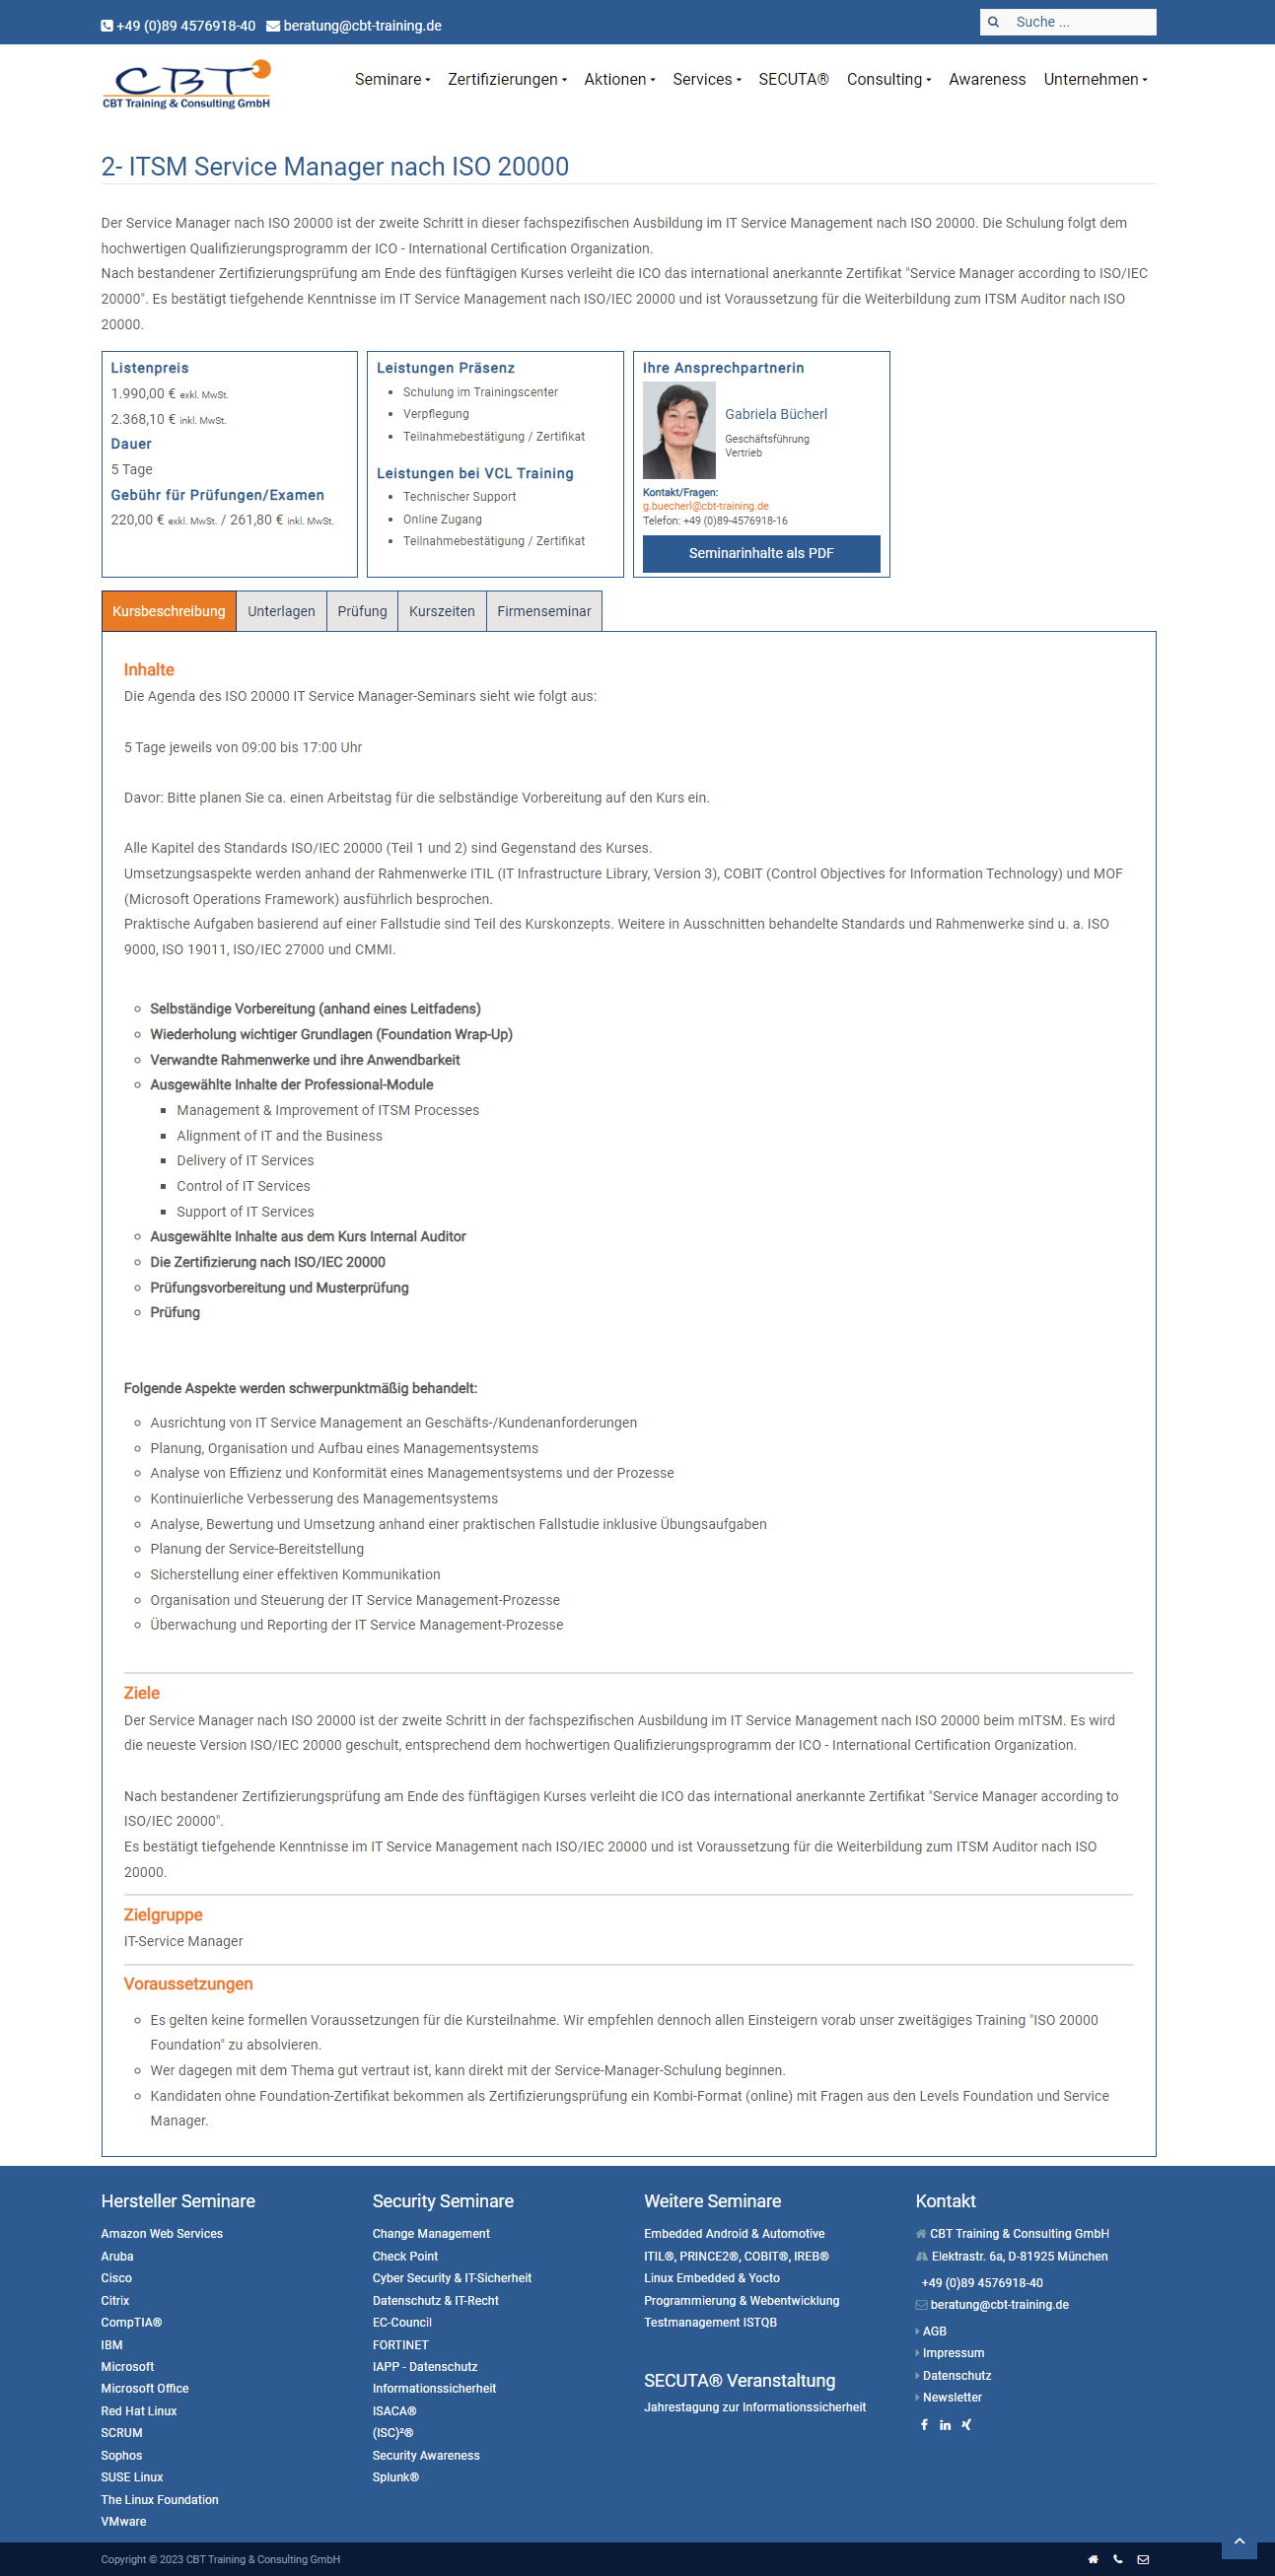 +49 (0)89 4576918-40 beratung@cbt-training.de
Suche ...
CBT
CBT Training & Consulting GmbH
Seminare Zertifizierungen Aktionen Services SECUTA® Consulting Awareness Unternehmen
2- ITSM Service Manager nach ISO 20000
Der Service Manager nach ISO 20000 ist der zweite Schritt in dieser fachspezifischen Ausbildung im IT Service Management nach ISO 20000. Die Schulung folgt dem
hochwertigen Qualifizierungsprogramm der ICO - International Certification Organization.
Nach bestandener Zertifizierungsprüfung am Ende des fünftägigen Kurses verleiht die ICO das international anerkannte Zertifikat "Service Manager according to ISO/IEC
20000". Es bestätigt tiefgehende Kenntnisse im IT Service Management nach ISO/IEC 20000 und ist Voraussetzung für die Weiterbildung zum ITSM Auditor nach ISO
20000.
Listenpreis
1.990,00 € exkl. MwSt.
2.368,10 € inkl. MwSt.
Dauer
5 Tage
Gebühr für Prüfungen/Examen
220,00 € exkl. MwSt. / 261,80 € inkl. MwSt.
Leistungen Präsenz
Schulung im Trainingscenter
Verpflegung
Teilnahmebestätigung / Zertifikat
Leistungen bei VCL Training
Technischer Support
Online Zugang
Teilnahmebestätigung / Zertifikat
Ihre Ansprechpartnerin
Gabriela Bücherl
Geschäftsführung
Vertrieb
Kontakt/Fragen:
g.buecherl@cbt-training.de
Telefon: +49 (0)89-4576918-16
Seminarinhalte als PDF
Kursbeschreibung Unterlagen Prüfung Kurszeiten Firmenseminar
Inhalte
Die Agenda des ISO 20000 IT Service Manager-Seminars sieht wie folgt aus:
5 Tage jeweils von 09:00 bis 17:00 Uhr
Davor: Bitte planen Sie ca. einen Arbeitstag für die selbständige Vorbereitung auf den Kurs ein.
Alle Kapitel des Standards ISO/IEC 20000 (Teil 1 und 2) sind Gegenstand des Kurses.
Umsetzungsaspekte werden anhand der Rahmenwerke ITIL (IT Infrastructure Library, Version 3), COBIT (Control Objectives for Information Technology) und MOF
(Microsoft Operations Framework) ausführlich besprochen.
Praktische Aufgaben basierend auf einer Fallstudie sind Teil des Kurskonzepts. Weitere in Ausschnitten behandelte Standards und Rahmenwerke sind u. a. ISO
9000, ISO 19011, ISO/IEC 27000 und CMMI.
Selbständige Vorbereitung (anhand eines Leitfadens)
Wiederholung wichtiger Grundlagen (Foundation Wrap-Up)
Verwandte Rahmenwerke und ihre Anwendbarkeit
Ausgewählte Inhalte der Professional-Module
Management & Improvement of ITSM Processes
Alignment of IT and the Business
Delivery of IT Services
Control of IT Services
Support of IT Services
Ausgewählte Inhalte aus dem Kurs Internal Auditor
Die Zertifizierung nach ISO/IEC 20000
Prüfungsvorbereitung und Musterprüfung
Prüfung
Folgende Aspekte werden schwerpunktmäßig behandelt:
Ausrichtung von IT Service Management an Geschäfts-/Kundenanforderungen
Planung, Organisation und Aufbau eines Managementsystems
Analyse von Effizienz und Konformität eines Managementsystems und der Prozesse
Kontinuierliche Verbesserung des Managementsystems
Analyse, Bewertung und Umsetzung anhand einer praktischen Fallstudie inklusive Übungsaufgaben
Planung der Service-Bereitstellung
Sicherstellung einer effektiven Kommunikation
Organisation und Steuerung der IT Service Management-Prozesse
Überwachung und Reporting der IT Service Management-Prozesse
Ziele
Der Service Manager nach ISO 20000 ist der zweite Schritt in der fachspezifischen Ausbildung im IT Service Management nach ISO 20000 beim mITSM. Es wird
die neueste Version ISO/IEC 20000 geschult, entsprechend dem hochwertigen Qualifizierungsprogramm der ICO - International Certification Organization.
Nach bestandener Zertifizierungsprüfung am Ende des fünftägigen Kurses verleiht die ICO das international anerkannte Zertifikat "Service Manager according to
ISO/IEC 20000".
Es bestätigt tiefgehende Kenntnisse im IT Service Management nach ISO/IEC 20000 und ist Voraussetzung für die Weiterbildung zum ITSM Auditor nach ISO
20000.
Zielgruppe
IT-Service Manager
Voraussetzungen
Es gelten keine formellen Voraussetzungen für die Kursteilnahme. Wir empfehlen dennoch allen Einsteigern vorab unser zweitägiges Training "ISO 20000
Foundation" zu absolvieren.
Wer dagegen mit dem Thema gut vertraut ist, kann direkt mit der Service-Manager-Schulung beginnen.
Kandidaten ohne Foundation-Zertifikat bekommen als Zertifizierungsprüfung ein Kombi-Format (online) mit Fragen aus den Levels Foundation und Service
Manager.
Hersteller Seminare
Amazon Web Services
Aruba
Cisco
Citrix
CompTIA®
IBM
Microsoft
Microsoft Office
Red Hat Linux
SCRUM
Sophos
SUSE Linux
The Linux Foundation
VMware
Security Seminare
Change Management
Check Point
Cyber Security & IT-Sicherheit
Datenschutz & IT-Recht
EC-Council
FORTINET
IAPP - Datenschutz
Informationssicherheit
ISACA®
(ISC)²®
Security Awareness
Splunk®
Weitere Seminare
Embedded Android & Automotive
ITIL®, PRINCE2®, COBIT®, IREB®
Linux Embedded & Yocto
Programmierung & Webentwicklung
Testmanagement ISTQB
SECUTA® Veranstaltung
Jahrestagung zur Informationssicherheit
Kontakt
CBT Training & Consulting GmbH
Elektrastr. 6a, D-81925 München
+49 (0)89 4576918-40
beratung@cbt-training.de
AGB
Impressum
Datenschutz
Newsletter
Copyright © 2023 CBT Training & Consulting GmbH